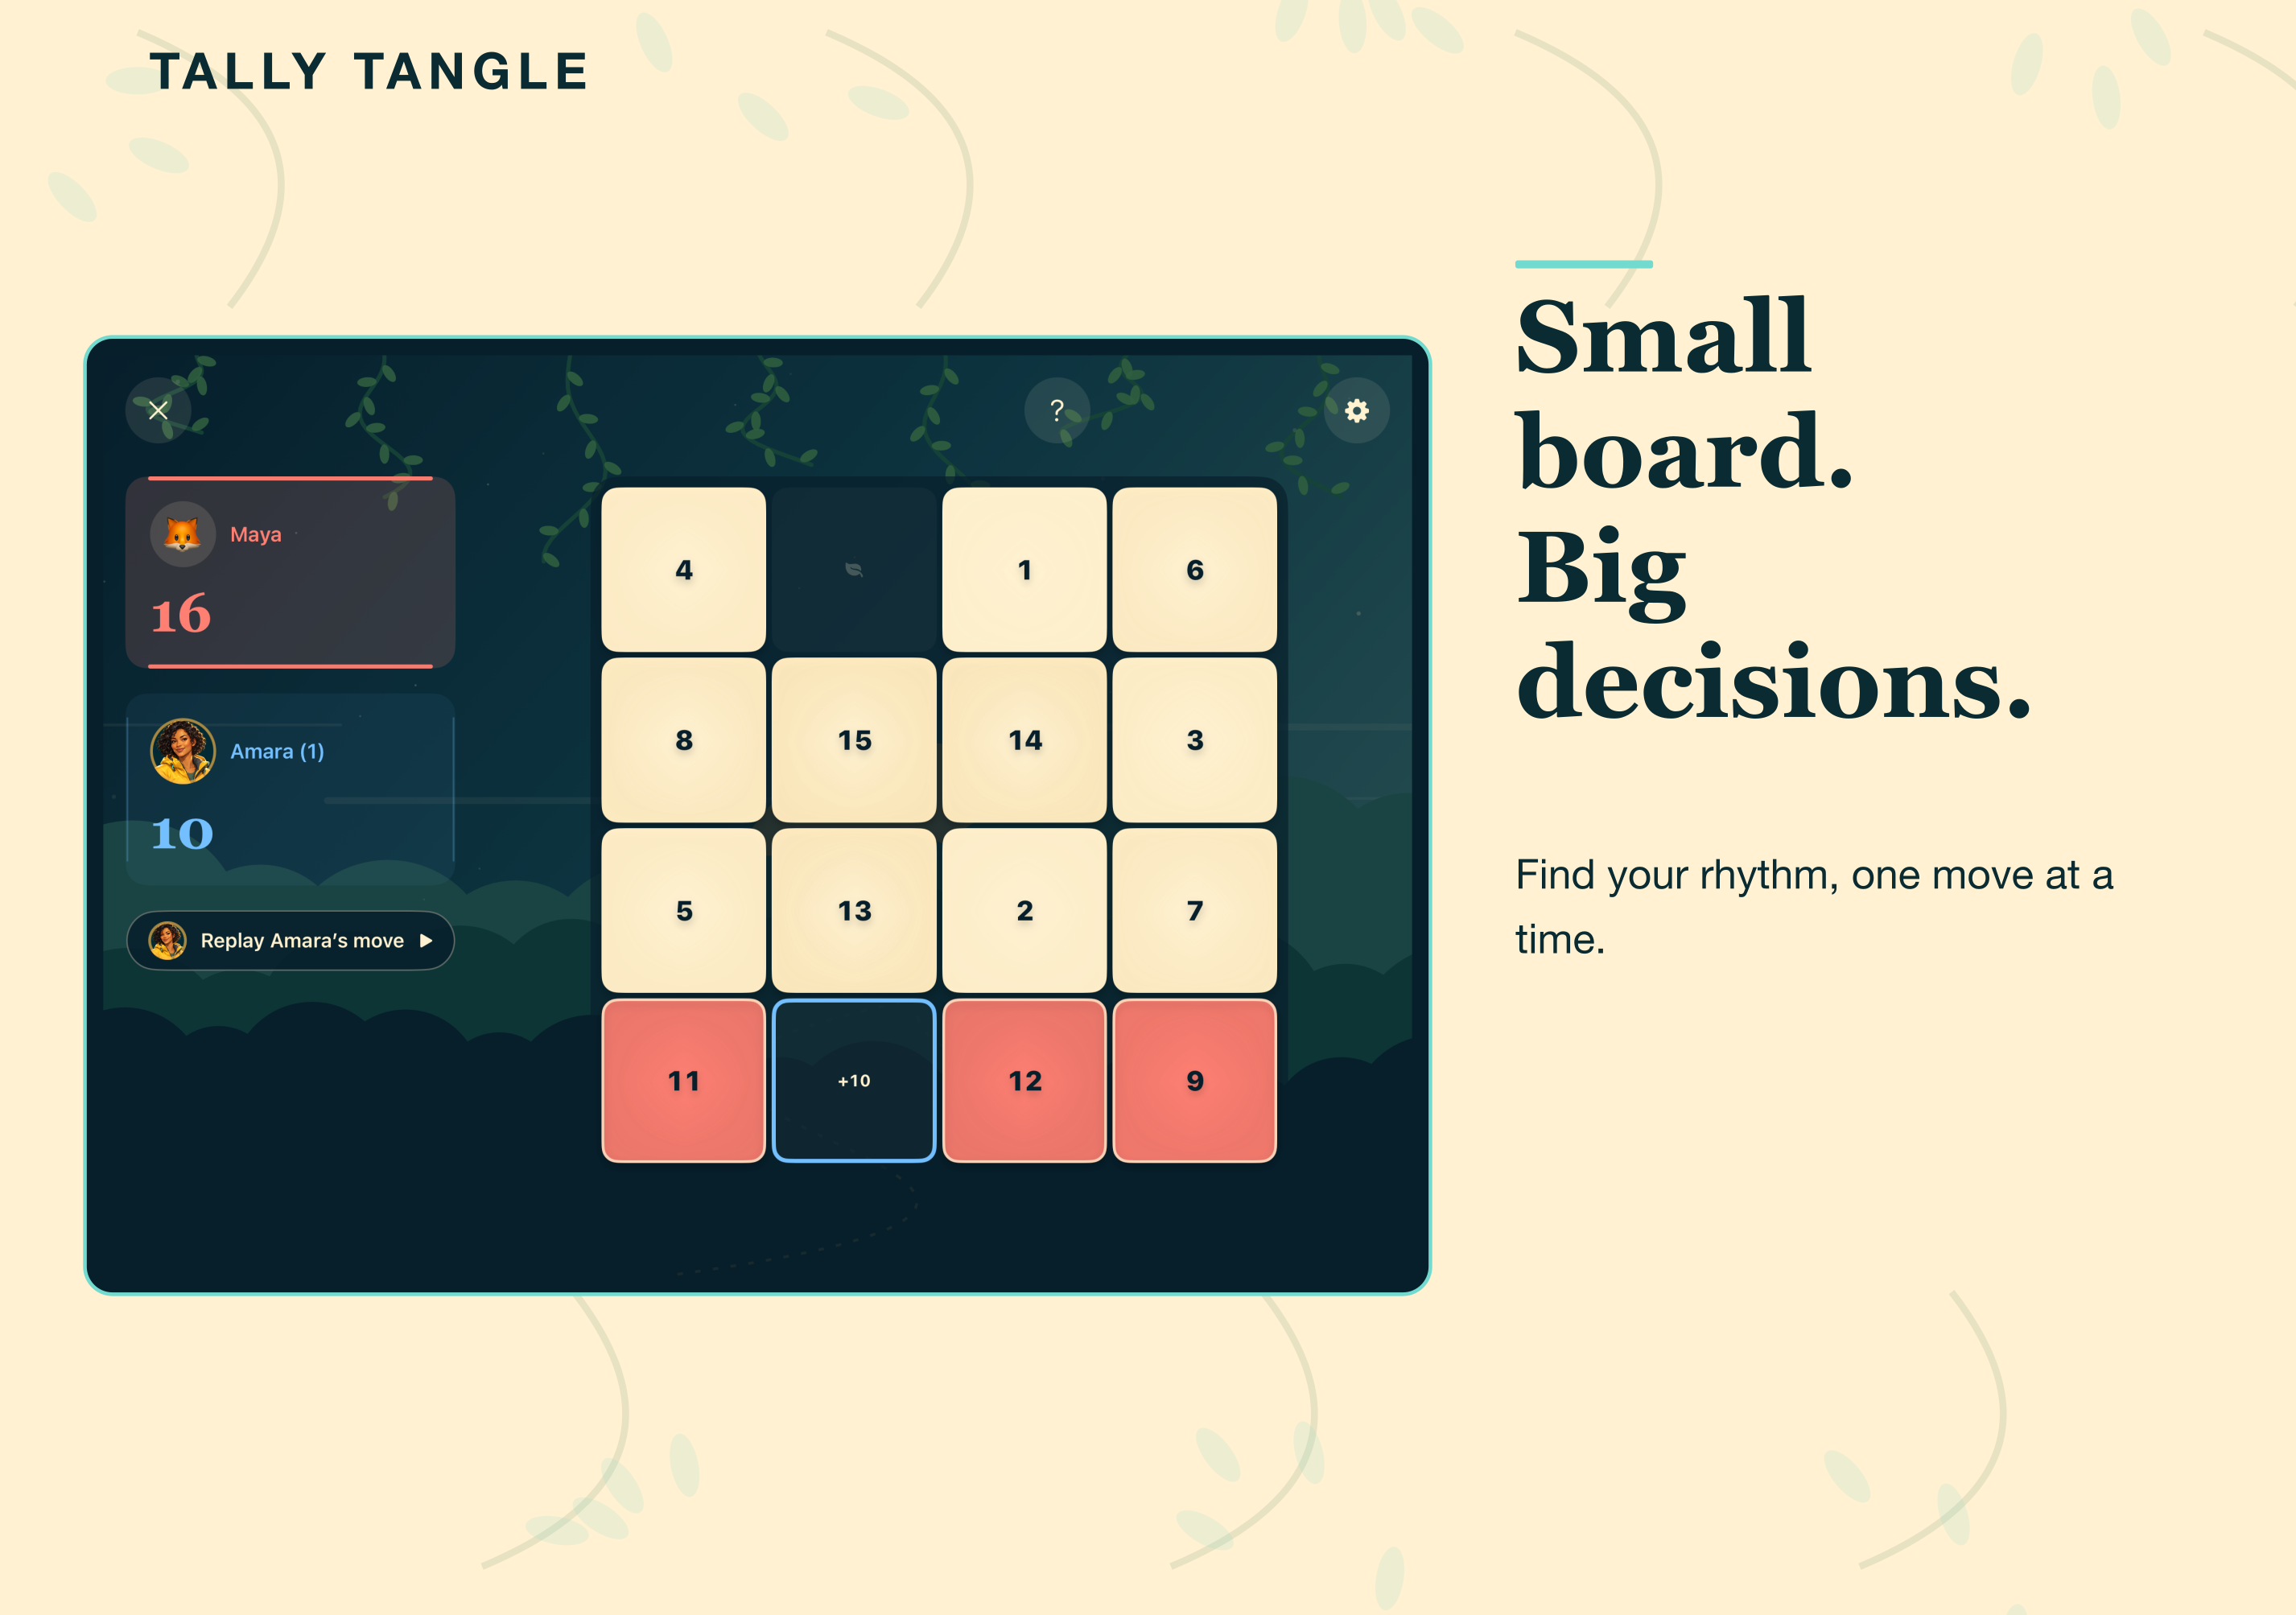 TALLY TANGLE
?
Maya
16
Amara (1)
10
Replay Amara’s move
4 1 6
8 15 14 3
5 13 2 7
11 +10 12 9
Small
board.
Big
decisions.
Find your rhythm, one move at a
time.